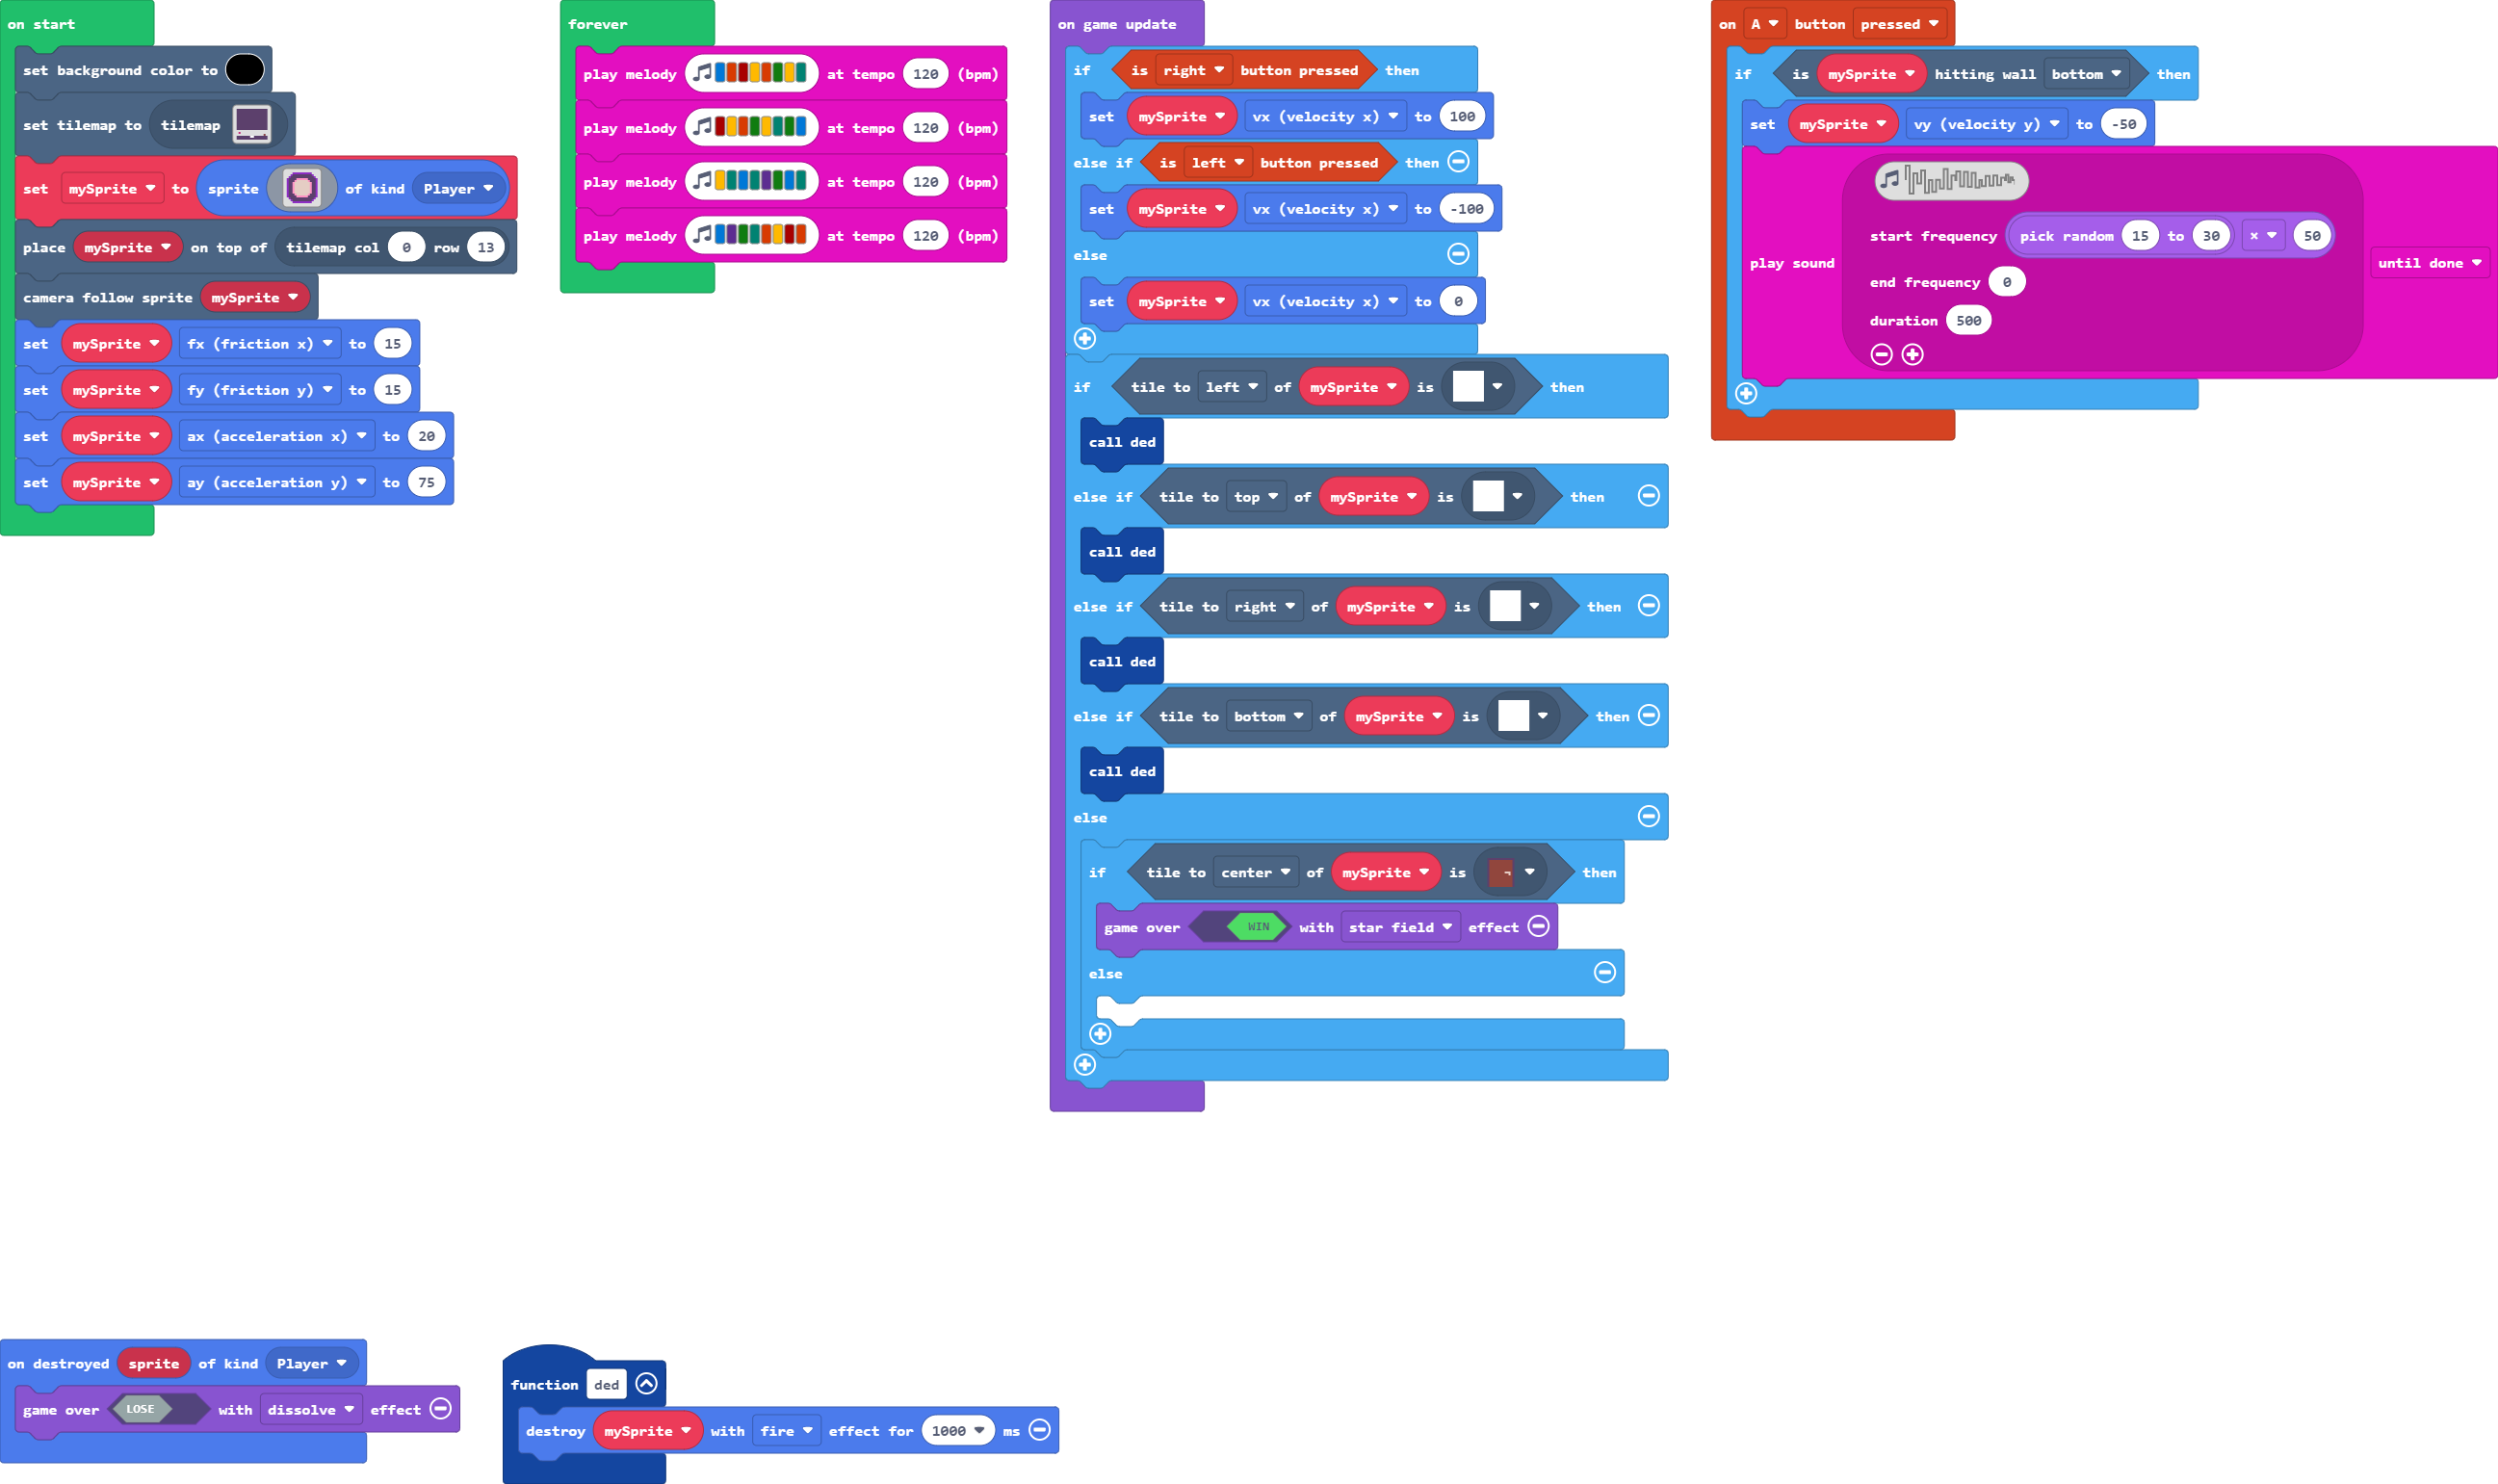 on start
set background color to
set tilemap to tilemap
set mySprite to sprite of kind Player
place mySprite on top of tilemap col 0 row 13
camera follow sprite mySprite
set mySprite fx (friction x) to 15
set mySprite fy (friction y) to 15
set mySprite ax (acceleration x) to 20
set mySprite ay (acceleration y) to 75
forever
play melody at tempo 120 (bpm)
play melody at tempo 120 (bpm)
play melody at tempo 120 (bpm)
play melody at tempo 120 (bpm)
on game update
if is right button pressed then
set mySprite vx (velocity x) to 100
else if is left button pressed then
set mySprite vx (velocity x) to -100
else
set mySprite vx (velocity x) to 0
if tile to left of mySprite is then
call ded
else if tile to top of mySprite is then
call ded
else if tile to right of mySprite is then
call ded
else if tile to bottom of mySprite is then
call ded
else
if tile to center of mySprite is then
game over WIN with star field effect
else
on A button pressed
if is mySprite hitting wall bottom then
set mySprite vy (velocity y) to -50
play sound start frequency pick random 15 to 30 × 50
end frequency 0
duration 500
until done
on destroyed sprite of kind Player
game over LOSE with dissolve effect
function ded
destroy mySprite with fire effect for 1000 ms